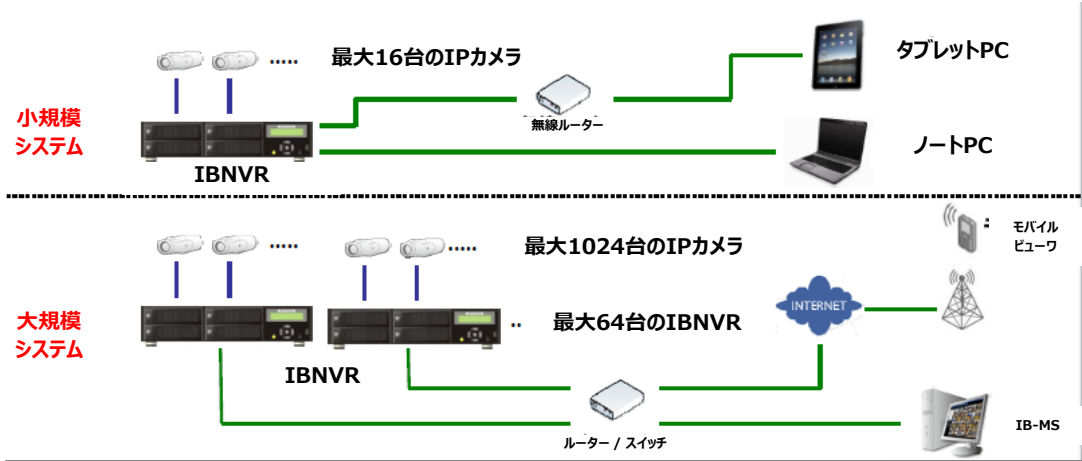 最大16台のIPカメラ
タブレットPC
小規模
システム
無線ルーター
IBNVR
ノートPC
最大1024台のIPカメラ
モバイル
ビューワ
大規模
システム
最大64台のIBNVR
INTERNET
IBNVR
ルーター / スイッチ
IB-MS